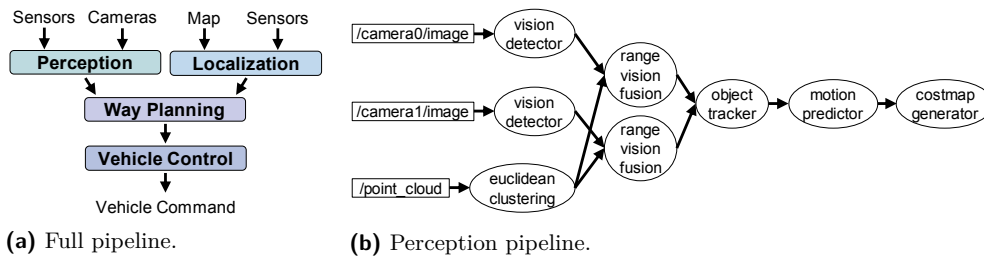 Sensors Cameras Map Sensors
Perception Localization
Way Planning
Vehicle Control
Vehicle Command
(a) Full pipeline.
/camera0/image
vision
detector
/camera1/image
vision
detector
/point_cloud
euclidean
clustering
range
vision
fusion
range
vision
fusion
object
tracker
motion
predictor
costmap
generator
(b) Perception pipeline.